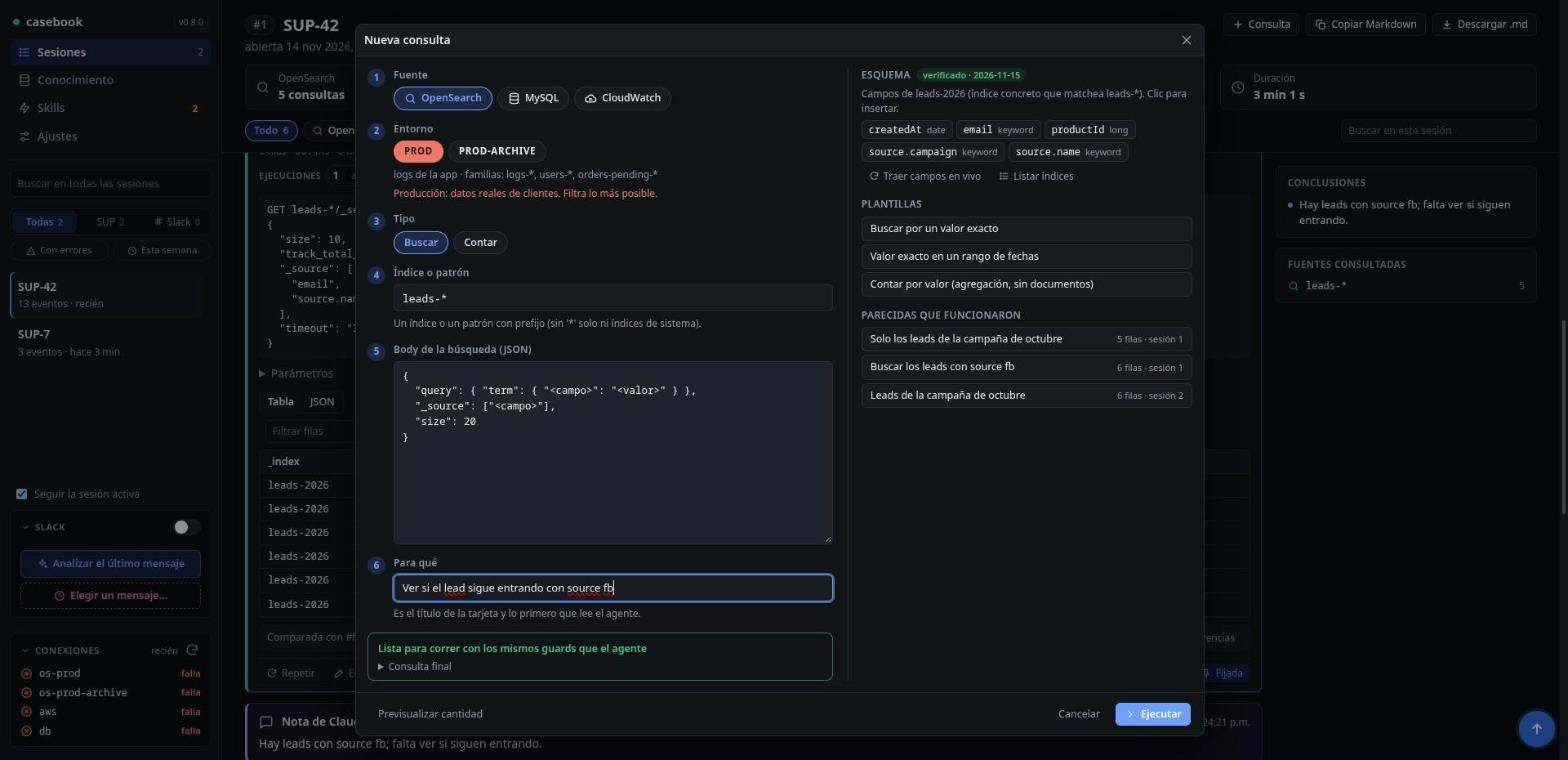 casebook
v0.8.0
Sesiones
2
Conocimiento
Skills
2
Ajustes
Buscar en todas las sesiones
Todas 2
SUP 2
# Slack 0
Con errores
Esta semana
SUP-42
13 eventos · recién
SUP-7
3 eventos · hace 3 min
Seguir la sesión activa
SLACK
Analizar el último mensaje
Elegir un mensaje...
CONEXIONES
recién
os-prod
falla
os-prod-archive
falla
aws
falla
db
falla
#1
SUP-42
abierta 14 nov 2026,
Consulta
Copiar Markdown
Descargar .md
OpenSearch
5 consultas
Duración
3 min 1 s
Todo 6
Open
Buscar en esta sesión
EJECUCIONES
1
GET leads-*/_se
{
"size": 10,
"track_total_
"_source": [
"email",
"source.nam
],
"timeout": "
}
Parámetros
Tabla
JSON
Filtrar filas
_index
leads-2026
leads-2026
leads-2026
leads-2026
leads-2026
leads-2026
Comparada con #
Repetir
Fijada
Nota de Clau
24:21 p.m.
Hay leads con source fb; falta ver si siguen entrando.
CONCLUSIONES
Hay leads con source fb; falta ver si siguen
entrando.
FUENTES CONSULTADAS
leads-*
5
Nueva consulta
1
Fuente
OpenSearch
MySQL
CloudWatch
2
Entorno
PROD
PROD-ARCHIVE
logs de la app · familias: logs-*, users-*, orders-pending-*
Producción: datos reales de clientes. Filtra lo más posible.
3
Tipo
Buscar
Contar
4
Índice o patrón
leads-*
Un índice o un patrón con prefijo (sin '*' solo ni índices de sistema).
5
Body de la búsqueda (JSON)
{
"query": { "term": { "<campo>": "<valor>" } },
"_source": ["<campo>"],
"size": 20
}
6
Para qué
Ver si el lead sigue entrando con source fb
Es el título de la tarjeta y lo primero que lee el agente.
Lista para correr con los mismos guards que el agente
Consulta final
Previsualizar cantidad
Cancelar
Ejecutar
ESQUEMA
verificado · 2026-11-15
Campos de leads-2026 (índice concreto que matchea leads-*). Clic para
insertar.
createdAt date
email keyword
productId long
source.campaign keyword
source.name keyword
Traer campos en vivo
Listar índices
PLANTILLAS
Buscar por un valor exacto
Valor exacto en un rango de fechas
Contar por valor (agregación, sin documentos)
PARECIDAS QUE FUNCIONARON
Solo los leads de la campaña de octubre
5 filas · sesión 1
Buscar los leads con source fb
6 filas · sesión 1
Leads de la campaña de octubre
6 filas · sesión 2